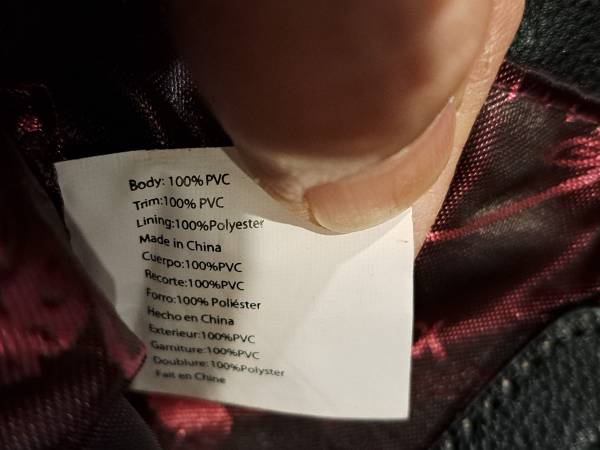 Body: 100% PVC
Trim:100% PVC
Lining:100%Polyester
Made in China
Cuerpo:100%PVC
Recorte:100%PVC
Forro:100% Poliéster
Hecho en China
Exterieur:100%PVC
Garniture:100%PVC
Doublure:100%Polyster
Fait en Chine